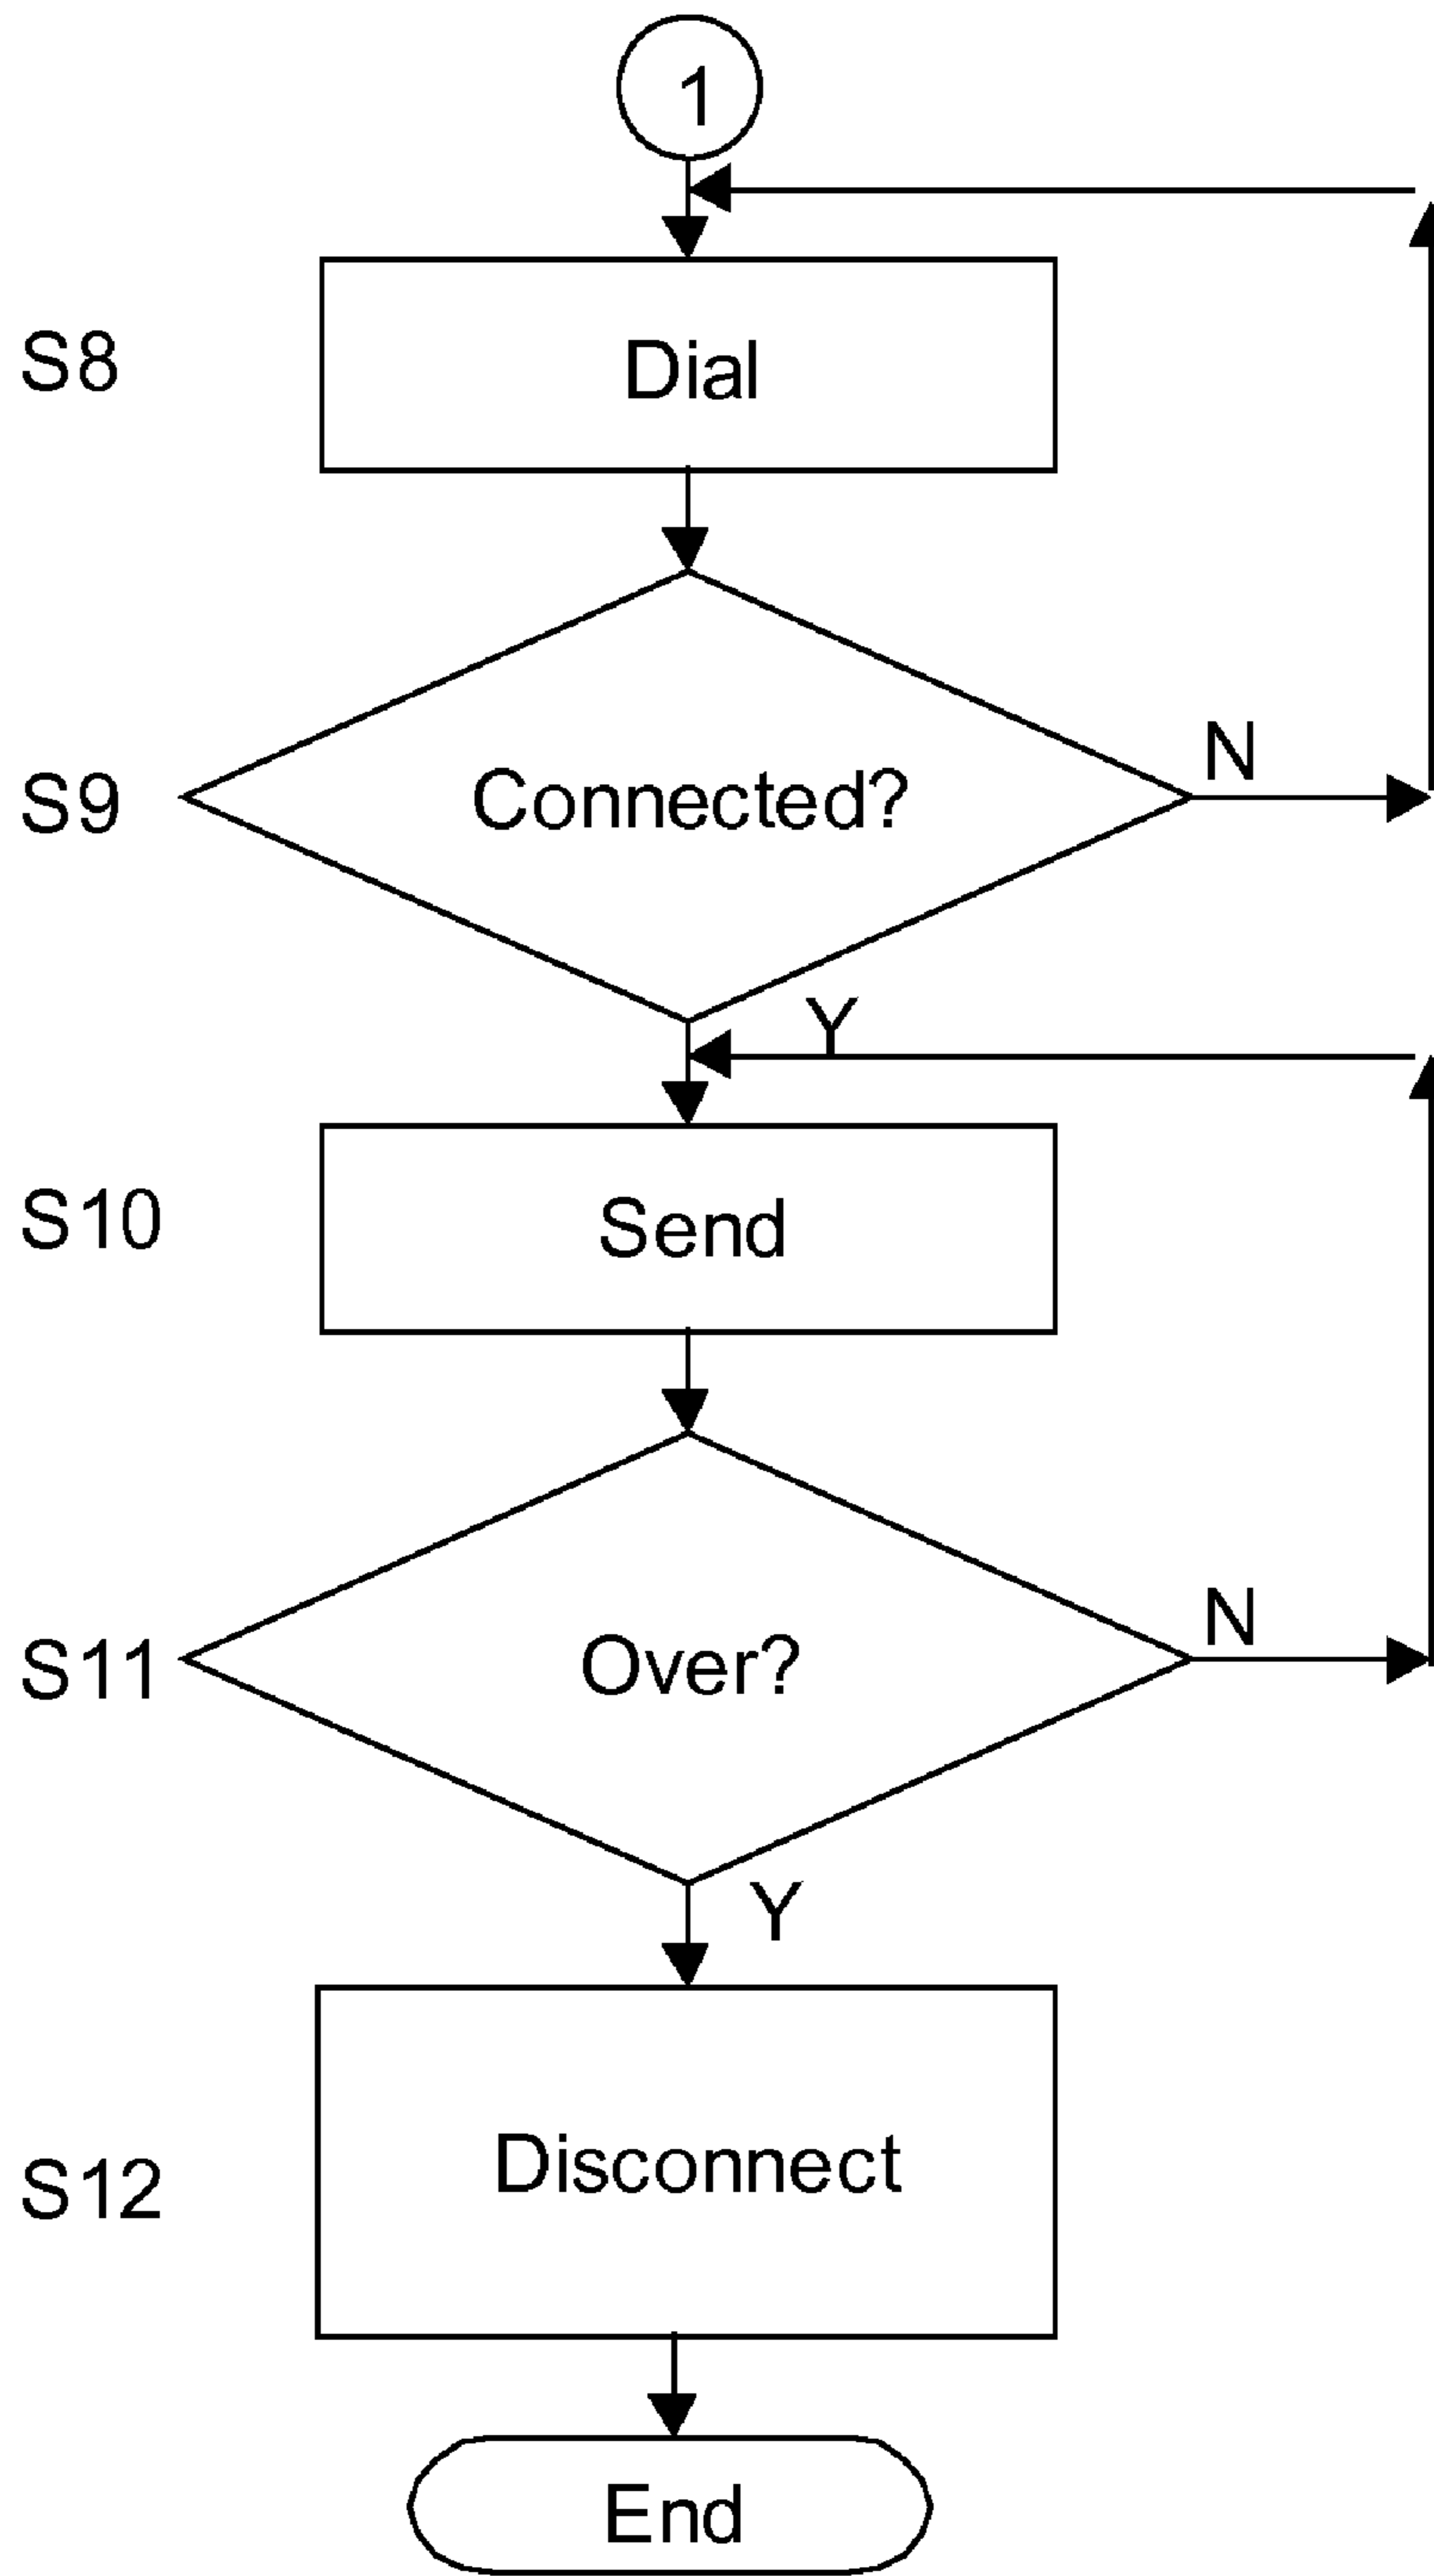 1
S8
Dial
S9
Connected?
N
Y
S10
Send
S11
Over?
N
Y
S12
Disconnect
End